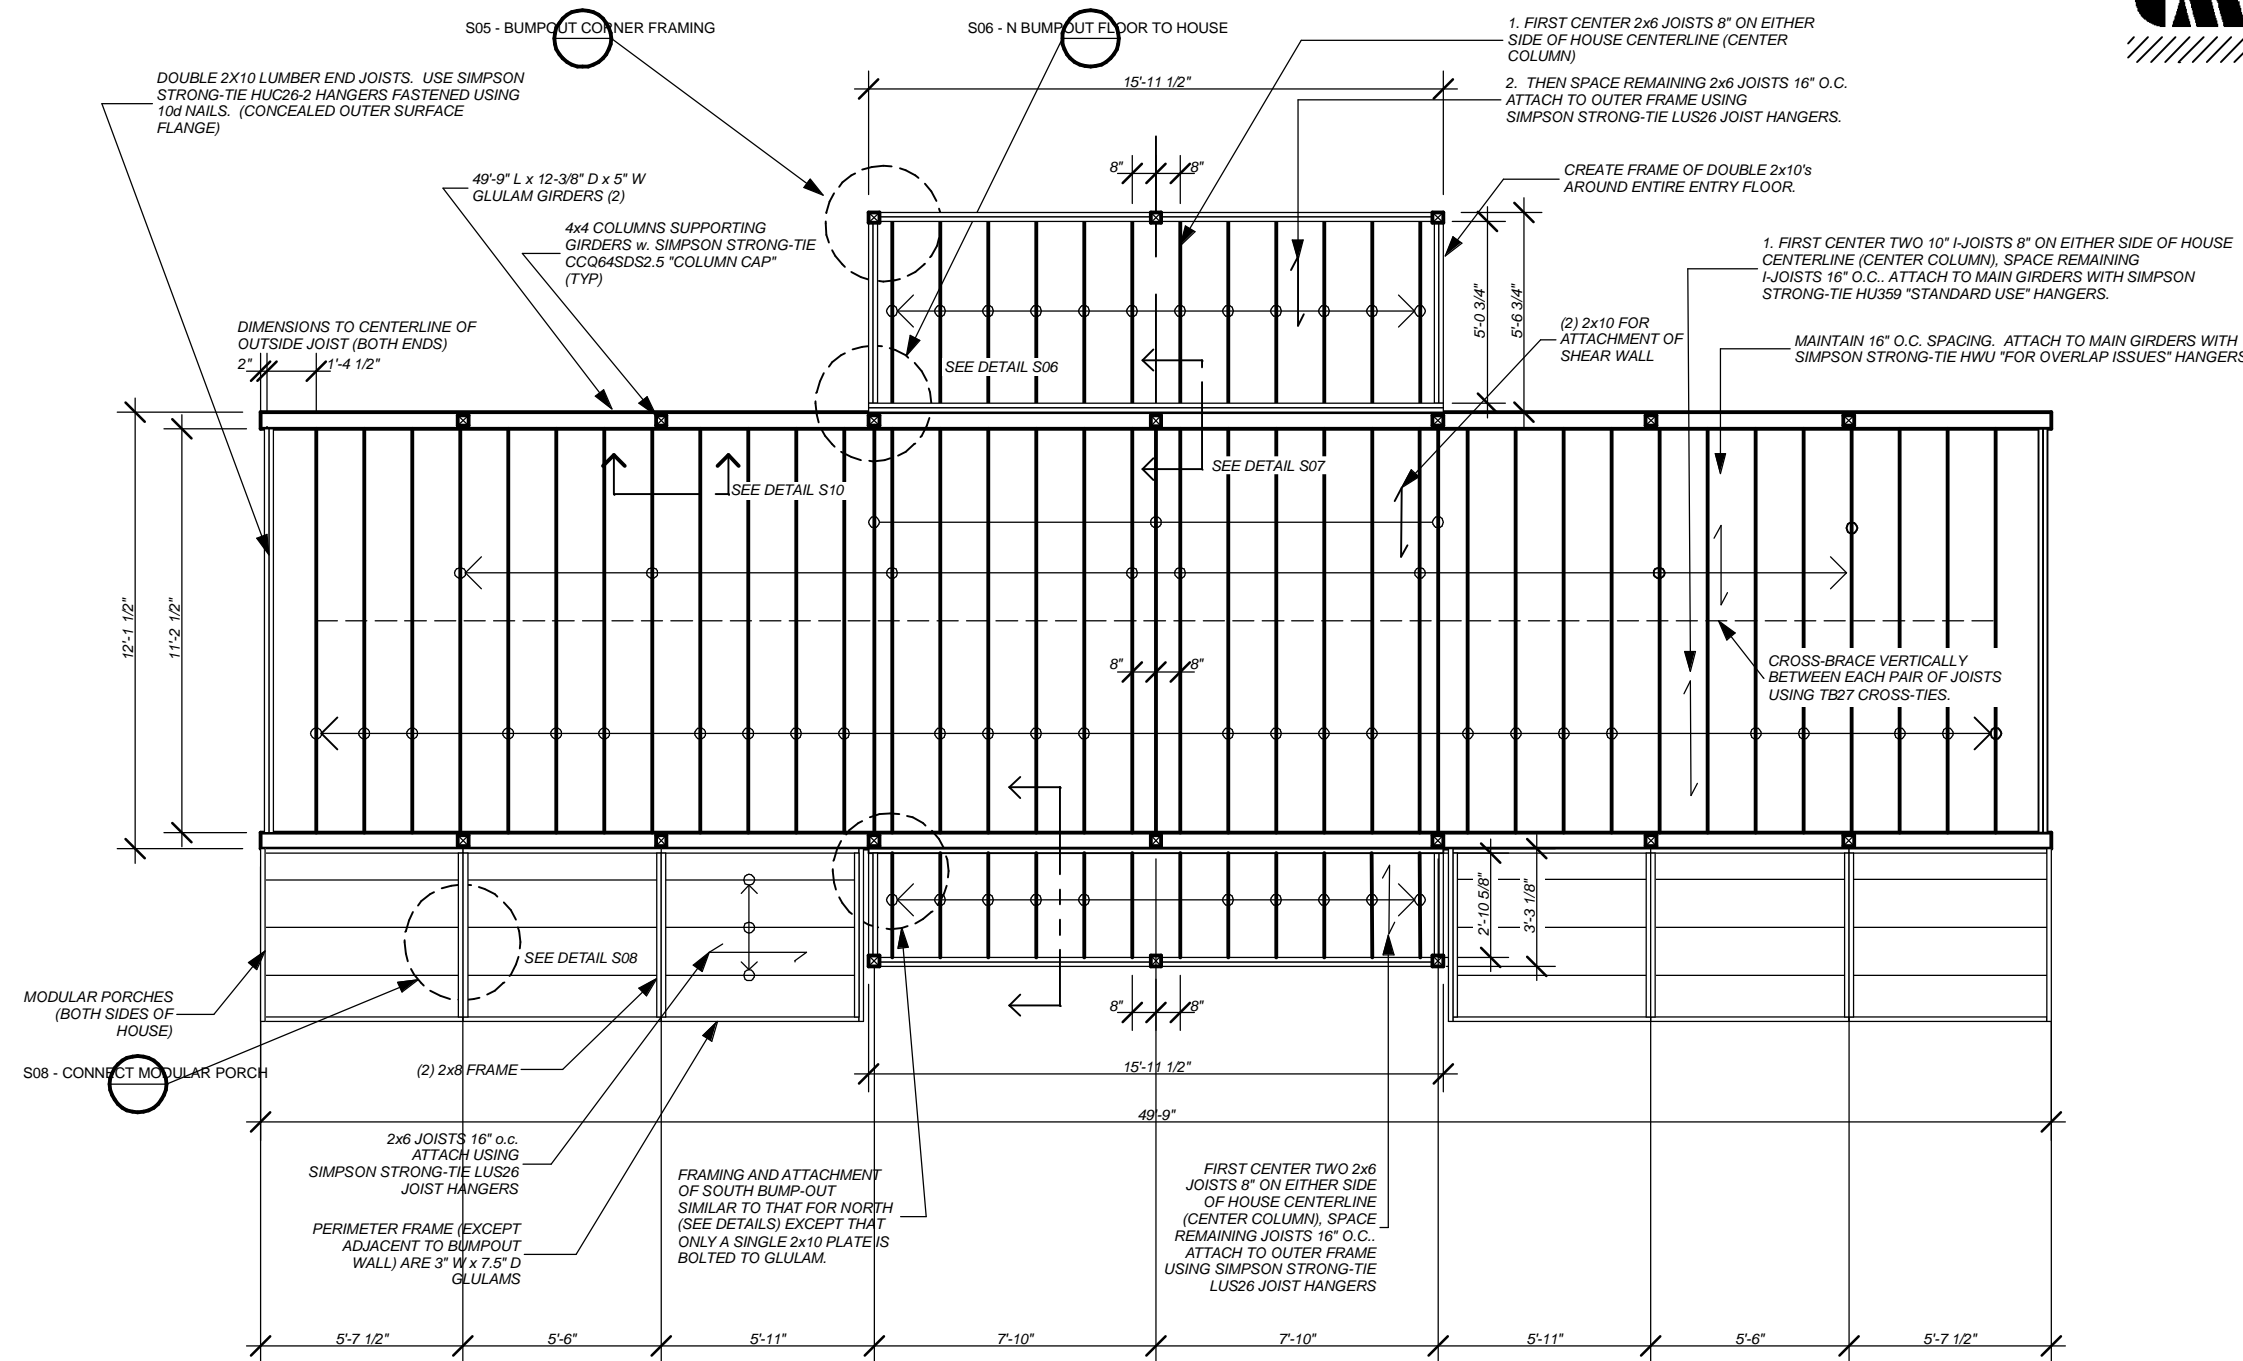 S05 - BUMPOUT CORNER FRAMING
S06 - N BUMPOUT FLOOR TO HOUSE
1. FIRST CENTER 2x6 JOISTS 8" ON EITHER
SIDE OF HOUSE CENTERLINE (CENTER
COLUMN)
2. THEN SPACE REMAINING 2x6 JOISTS 16" O.C.
ATTACH TO OUTER FRAME USING
SIMPSON STRONG-TIE LUS26 JOIST HANGERS.
DOUBLE 2X10 LUMBER END JOISTS. USE SIMPSON
STRONG-TIE HUC26-2 HANGERS FASTENED USING
10d NAILS. (CONCEALED OUTER SURFACE
FLANGE)
15'-11 1/2"
49'-9" L x 12-3/8" D x 5" W
GLULAM GIRDERS (2)
8"
8"
CREATE FRAME OF DOUBLE 2x10's
AROUND ENTIRE ENTRY FLOOR.
4x4 COLUMNS SUPPORTING
GIRDERS w. SIMPSON STRONG-TIE
CCQ64SDS2.5 "COLUMN CAP"
(TYP)
1. FIRST CENTER TWO 10" I-JOISTS 8" ON EITHER SIDE OF HOUSE
CENTERLINE (CENTER COLUMN), SPACE REMAINING
I-JOISTS 16" O.C.. ATTACH TO MAIN GIRDERS WITH SIMPSON
STRONG-TIE HU359 "STANDARD USE" HANGERS.
5'-0 3/4"
5'-6 3/4"
DIMENSIONS TO CENTERLINE OF
OUTSIDE JOIST (BOTH ENDS)
2"
1'-4 1/2"
(2) 2x10 FOR
ATTACHMENT OF
SHEAR WALL
MAINTAIN 16" O.C. SPACING. ATTACH TO MAIN GIRDERS WITH
SIMPSON STRONG-TIE HWU "FOR OVERLAP ISSUES" HANGERS
SEE DETAIL S06
SEE DETAIL S07
SEE DETAIL S10
12'-1 1/2"
11'-2 1/2"
8"
8"
CROSS-BRACE VERTICALLY
BETWEEN EACH PAIR OF JOISTS
USING TB27 CROSS-TIES.
2'-10 5/8"
3'-3 1/8"
SEE DETAIL S08
MODULAR PORCHES
(BOTH SIDES OF
HOUSE)
8"
8"
S08 - CONNECT MODULAR PORCH
(2) 2x8 FRAME
15'-11 1/2"
49'-9"
2x6 JOISTS 16" o.c.
ATTACH USING
SIMPSON STRONG-TIE LUS26
JOIST HANGERS
PERIMETER FRAME (EXCEPT
ADJACENT TO BUMPOUT
WALL) ARE 3" W x 7.5" D
GLULAMS
FRAMING AND ATTACHMENT
OF SOUTH BUMP-OUT
SIMILAR TO THAT FOR NORTH
(SEE DETAILS) EXCEPT THAT
ONLY A SINGLE 2x10 PLATE IS
BOLTED TO GLULAM.
FIRST CENTER TWO 2x6
JOISTS 8" ON EITHER SIDE
OF HOUSE CENTERLINE
(CENTER COLUMN), SPACE
REMAINING JOISTS 16" O.C..
ATTACH TO OUTER FRAME
USING SIMPSON STRONG-TIE
LUS26 JOIST HANGERS
5'-7 1/2"
5'-6"
5'-11"
7'-10"
7'-10"
5'-11"
5'-6"
5'-7 1/2"